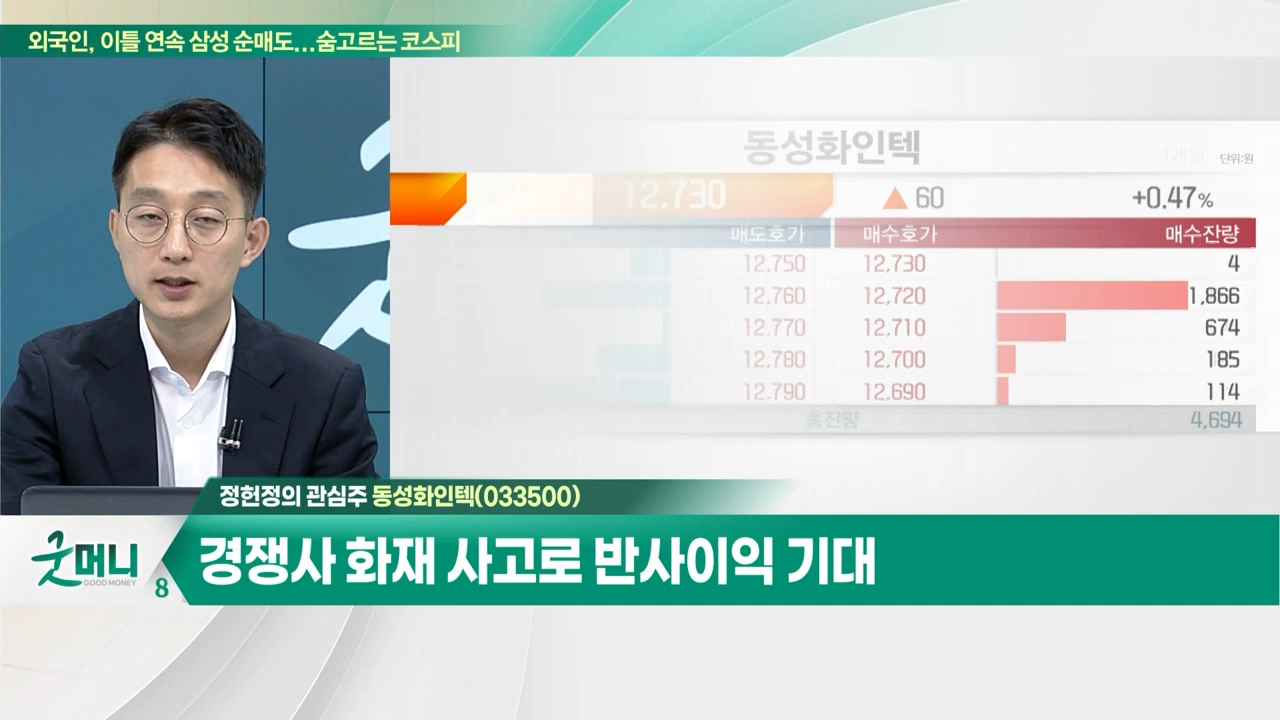 외국인, 이틀 연속 삼성 순매도...숨고르는 코스피
동성화인텍
1개월 단위:원
12,730 ▲60 +0.47%
매도호가 매수호가 매수잔량
12,750 12,730 4
12,760 12,720 1,866
12,770 12,710 674
12,780 12,700 185
12,790 12,690 114
총잔량 4,694
정헌정의 관심주 동성화인텍(033500)
굿머니
GOOD MONEY
8
경쟁사 화재 사고로 반사이익 기대